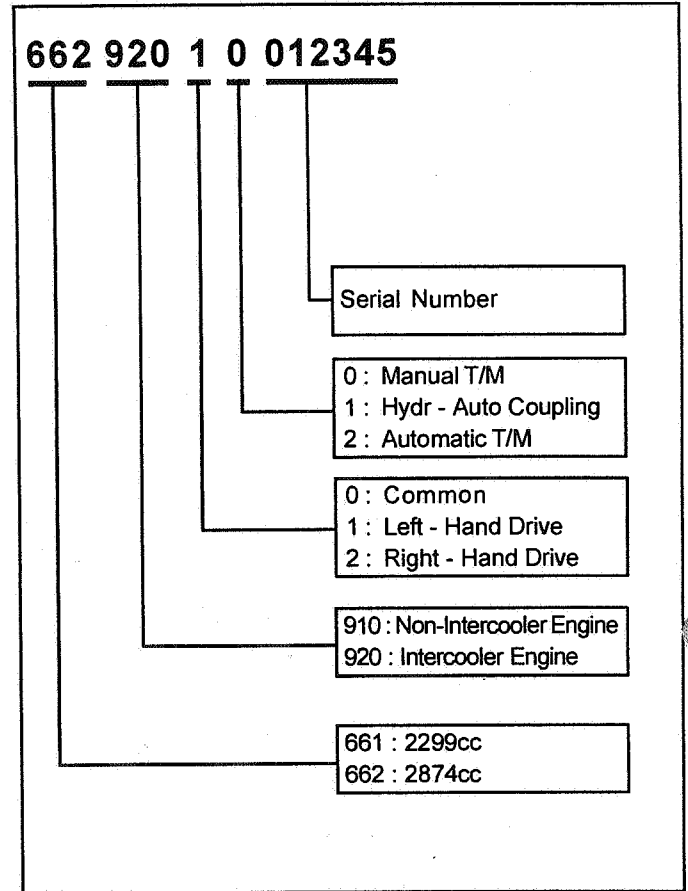 662 920 1 0 012345
Serial Number
0 : Manual T/M
1 : Hydr - Auto Coupling
2 : Automatic T/M
0 : Common
1 : Left - Hand Drive
2 : Right - Hand Drive
910 : Non-Intercooler Engine
920 : Intercooler Engine
661 : 2299cc
662 : 2874cc